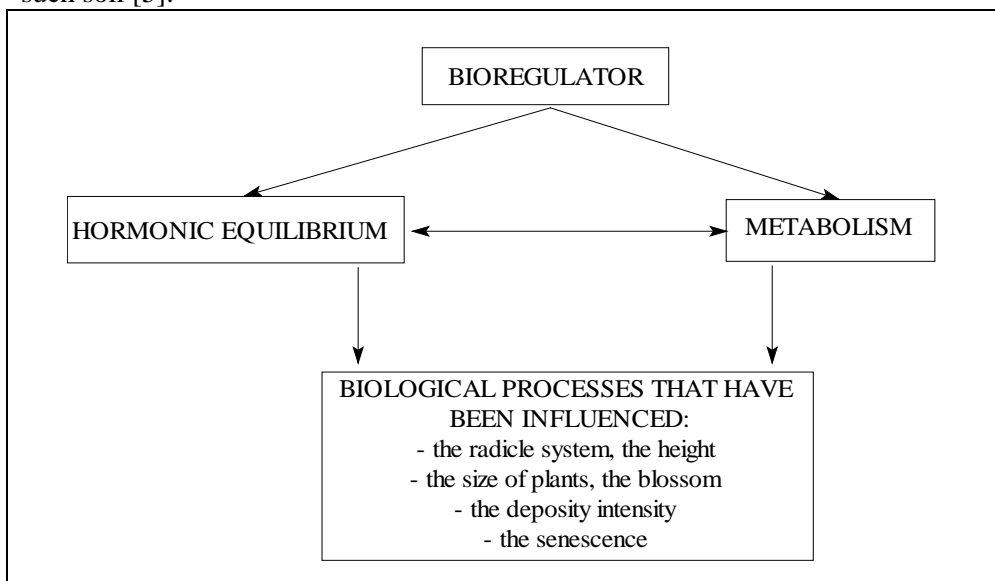 such soil [5].
BIOREGULATOR
HORMONIC EQUILIBRIUM
METABOLISM
BIOLOGICAL PROCESSES THAT HAVE
BEEN INFLUENCED:
- the radicle system, the height
- the size of plants, the blossom
- the deposity intensity
- the senescence